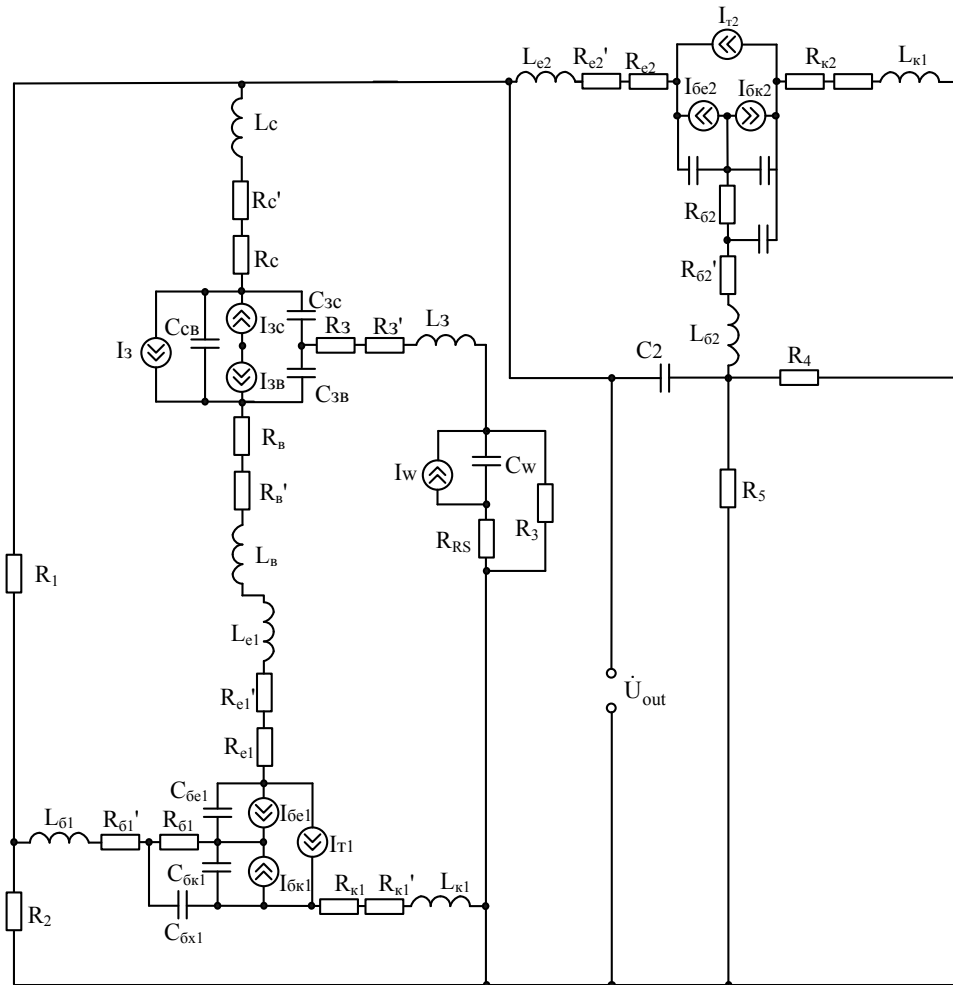 Iт2
Lе2
Rе2'
Rе2
Rк2
Lк1
Iбе2
Iбк2
Lс
Rс'
Rб2
Rс
Rб2'
Cзс
Cсв
Iзс
Rз
Rз'
Lз
Lб2
Iз
C2
R4
Iзв
Cзв
Rв
Iw
Cw
Rв'
R3
R5
RRS
Lв
R1
Lе1
U̇out
Rе1'
Rе1
Cбе1
Lб1
Rб1'
Rб1
Iбе1
Iт1
Cбк1
Iбк1
Rк1
Rк1'
Lк1
R2
Cбх1